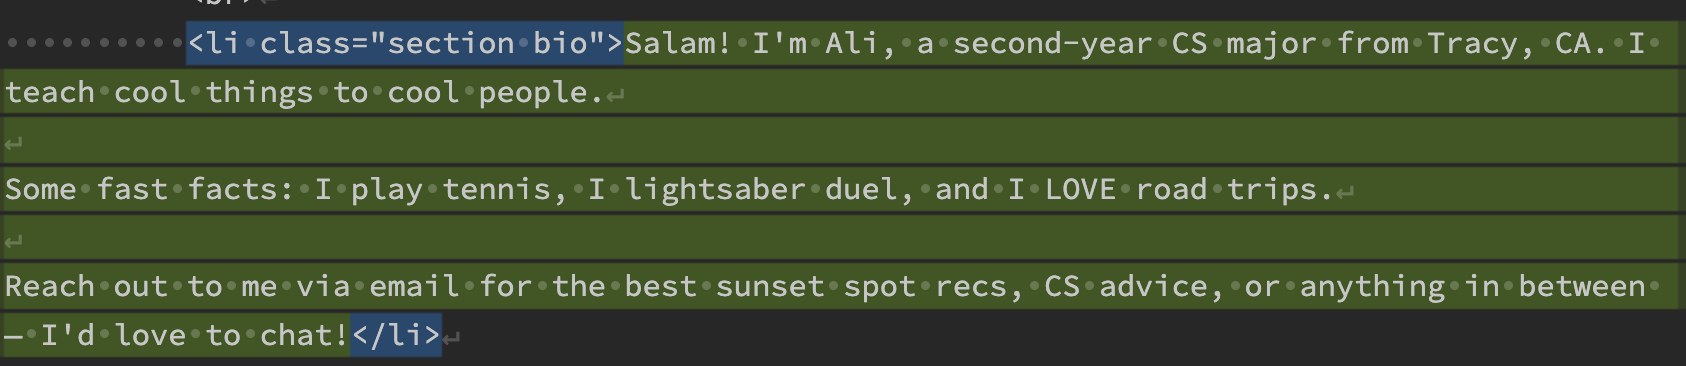 <li class="section bio">Salam! I'm Ali, a second-year CS major from Tracy, CA. I
teach cool things to cool people.
Some fast facts: I play tennis, I lightsaber duel, and I LOVE road trips.
Reach out to me via email for the best sunset spot recs, CS advice, or anything in between
— I'd love to chat!</li>